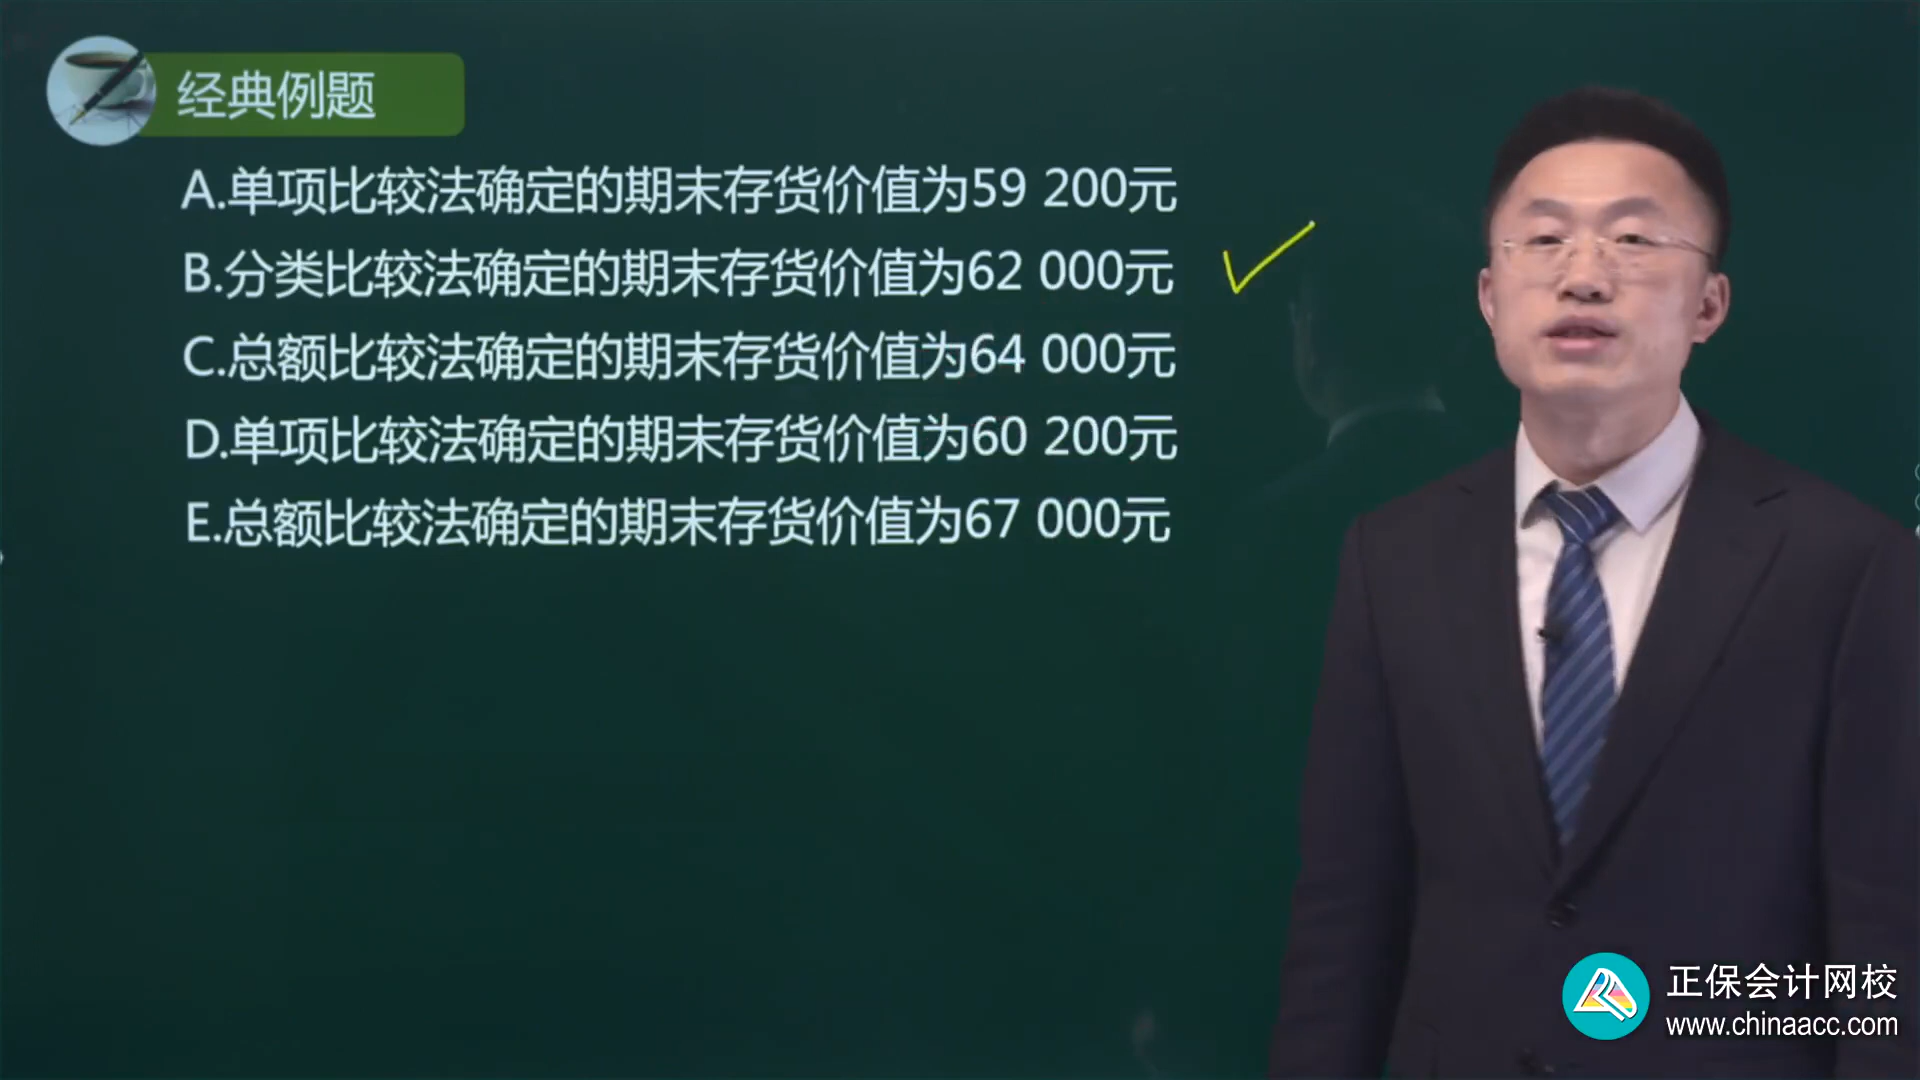 经典例题
A.单项比较法确定的期末存货价值为59 200元
B.分类比较法确定的期末存货价值为62 000元
C.总额比较法确定的期末存货价值为64 000元
D.单项比较法确定的期末存货价值为60 200元
E.总额比较法确定的期末存货价值为67 000元
正保会计网校
www.chinaacc.com